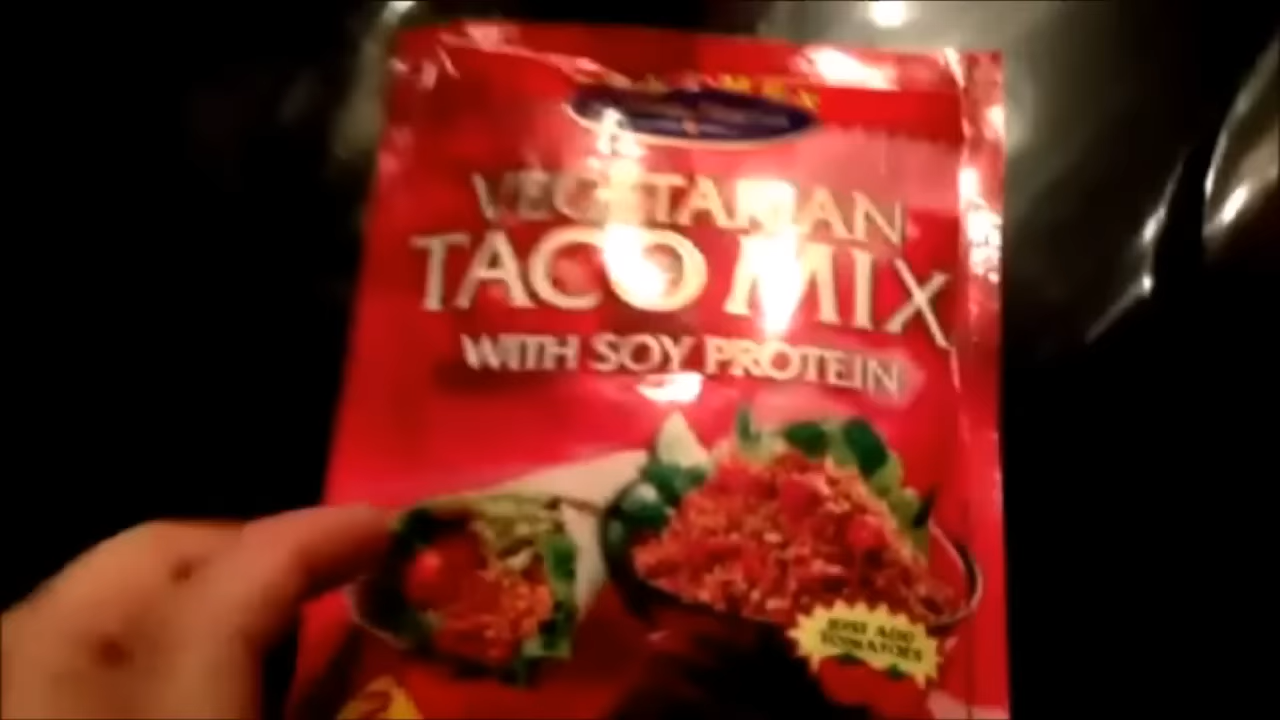 VEGETARIAN
TACO MIX
WITH SOY PROTEIN
JUST ADD
TOMATOES